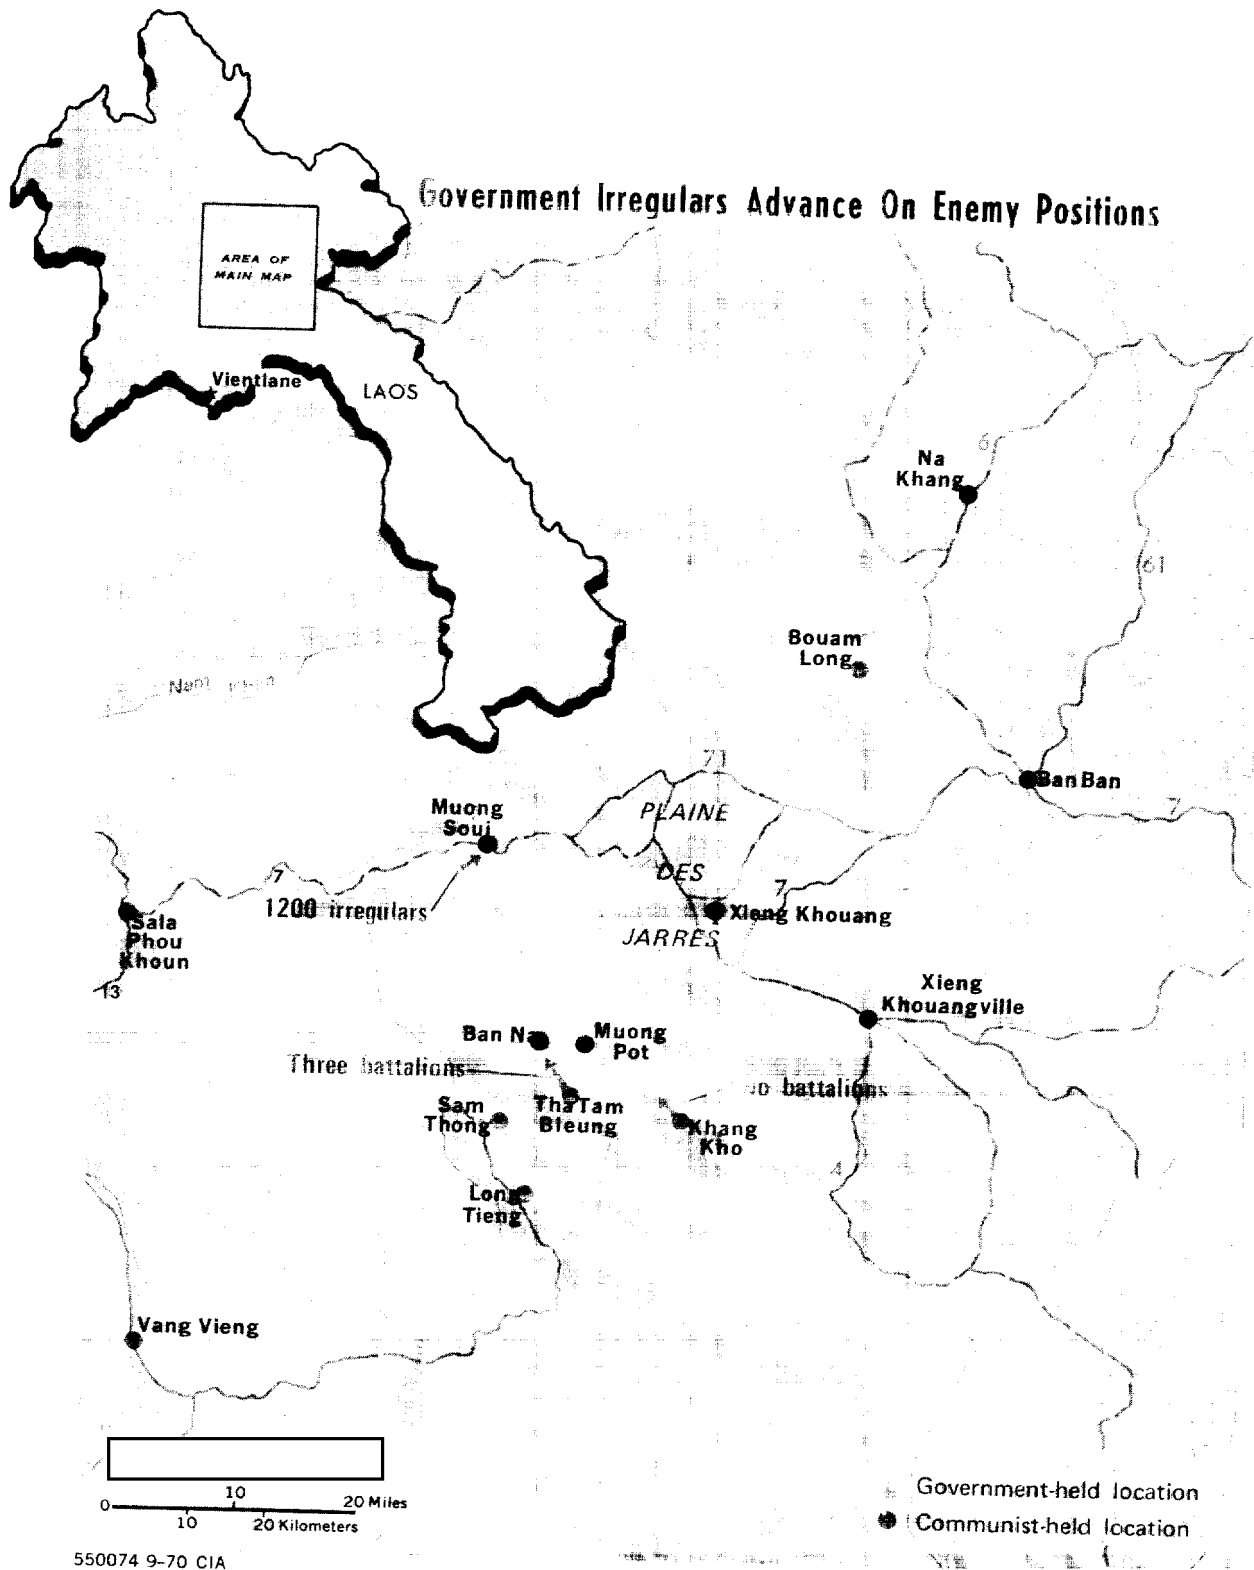 Government Irregulars Advance On Enemy Positions
AREA OF
MAIN MAP
Vientiane
LAOS
Na
Khang
6
61
Bouam
Long
Nam
Ban Ban
7
71
PLAINE
DES
JARRES
Muong
Soui
7
1200 irregulars
7
Xieng Khouang
Sala
Phou
Khoun
13
Xieng
Khouangville
Ban Na
Muong
Pot
Three battalions
battalions
Sam
Thong
Tha Tam
Bleung
Khang
Kho
4
Long
Tieng
Vang Vieng
0 10 20 Miles
10 20 Kilometers
Government-held location
Communist-held location
550074 9-70 CIA